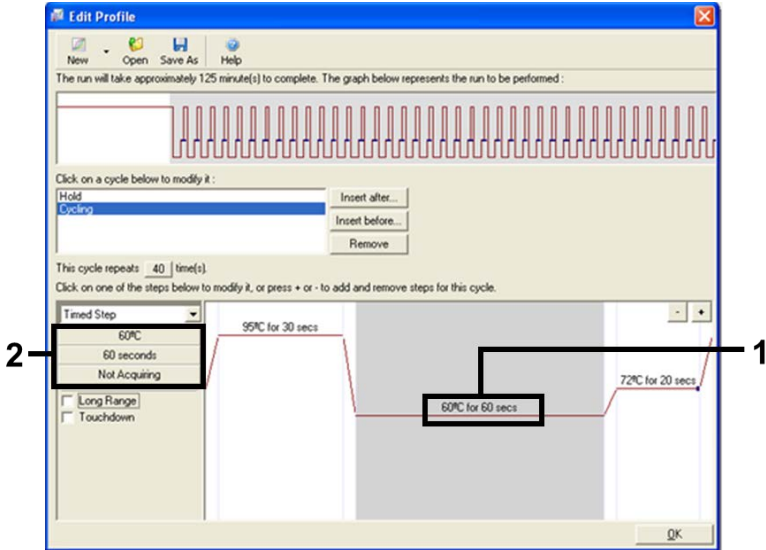 Edit Profile
New Open Save As Help
The run will take approximately 125 minute(s) to complete. The graph below represents the run to be performed :
Click on a cycle below to modify it :
Hold
Cycling
Insert after...
Insert before...
Remove
This cycle repeats 40 time(s).
Click on one of the steps below to modify it, or press + or - to add and remove steps for this cycle.
Timed Step
- +
60ºC
60 seconds
Not Acquiring
Long Range
Touchdown
95ºC for 30 secs
60ºC for 60 secs
72ºC for 20 secs
2
1
OK